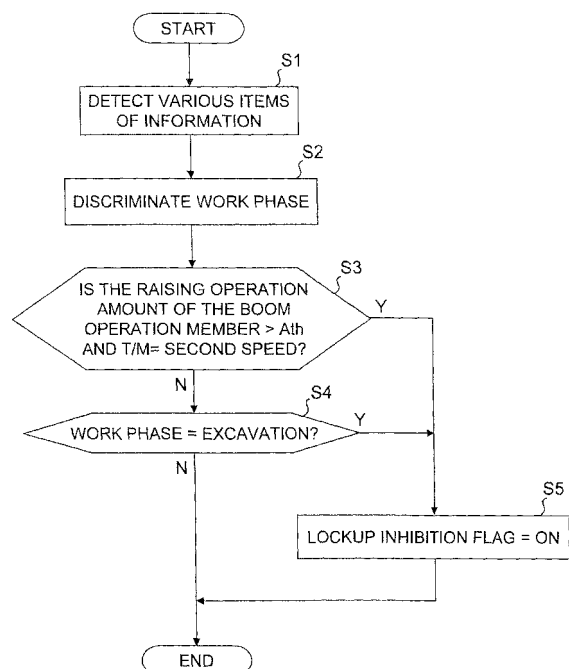 START
S1
DETECT VARIOUS ITEMS
OF INFORMATION
S2
DISCRIMINATE WORK PHASE
S3
IS THE RAISING OPERATION
AMOUNT OF THE BOOM
OPERATION MEMBER > Ath
AND T/M= SECOND SPEED?
Y
N
S4
WORK PHASE = EXCAVATION?
Y
N
S5
LOCKUP INHIBITION FLAG = ON
END